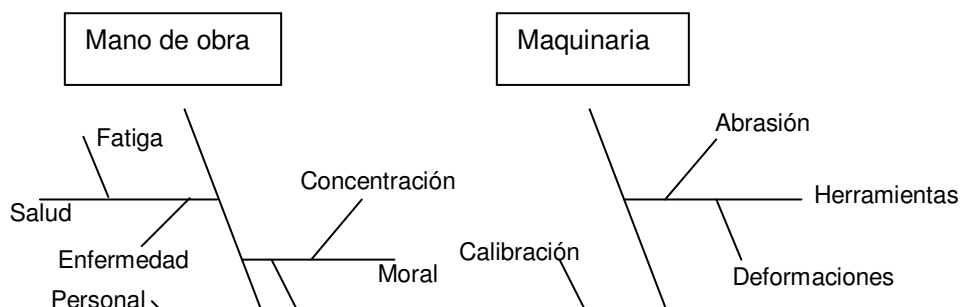 Mano de obra
Maquinaria
Fatiga
Abrasión
Concentración
Herramientas
Salud
Calibración
Enfermedad
Moral
Deformaciones
Personal